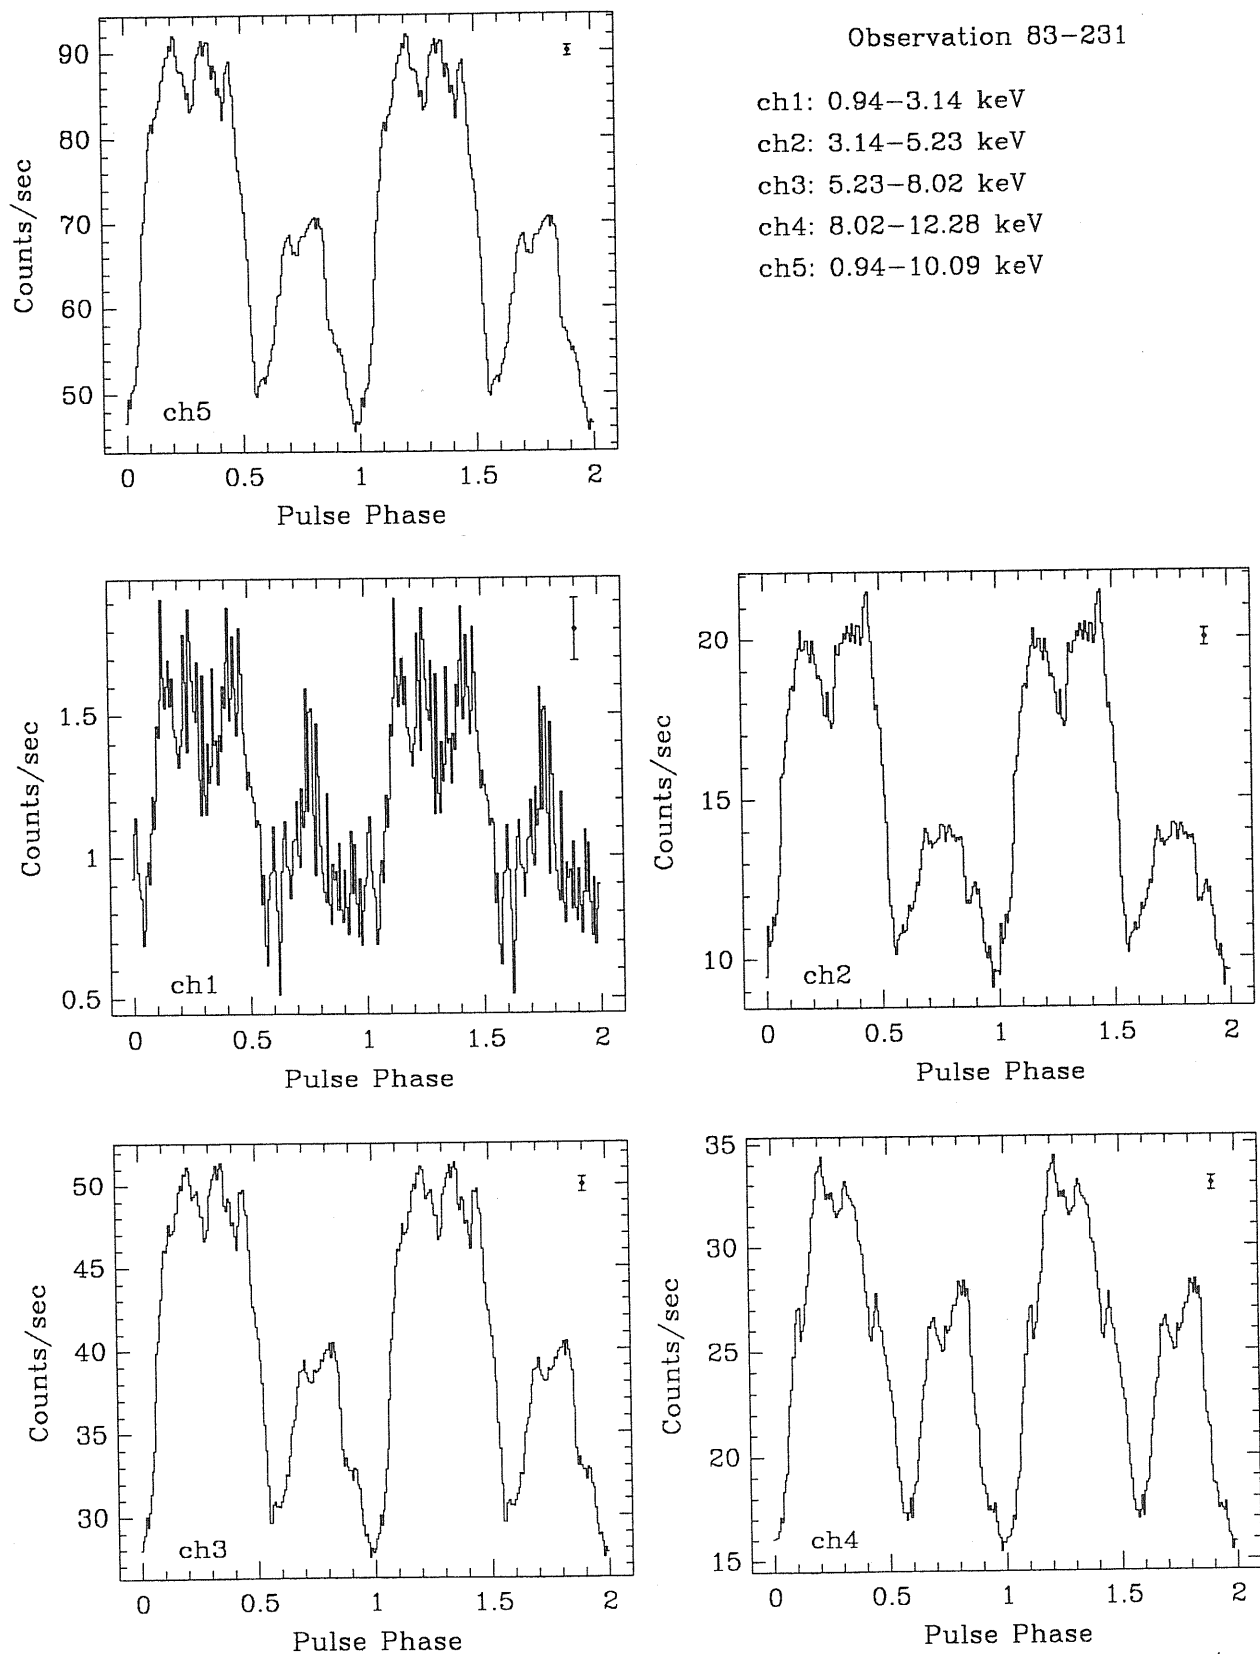 Observation 83-231
ch1: 0.94-3.14 keV
ch2: 3.14-5.23 keV
ch3: 5.23-8.02 keV
ch4: 8.02-12.28 keV
ch5: 0.94-10.09 keV
90
80
70
60
50
Counts/sec
ch5
0 0.5 1 1.5 2
Pulse Phase
1.5
1
0.5
Counts/sec
ch1
0 0.5 1 1.5 2
Pulse Phase
20
15
10
Counts/sec
ch2
0 0.5 1 1.5 2
Pulse Phase
50
45
40
35
30
Counts/sec
ch3
0 0.5 1 1.5 2
Pulse Phase
35
30
25
20
15
Counts/sec
ch4
0 0.5 1 1.5 2
Pulse Phase